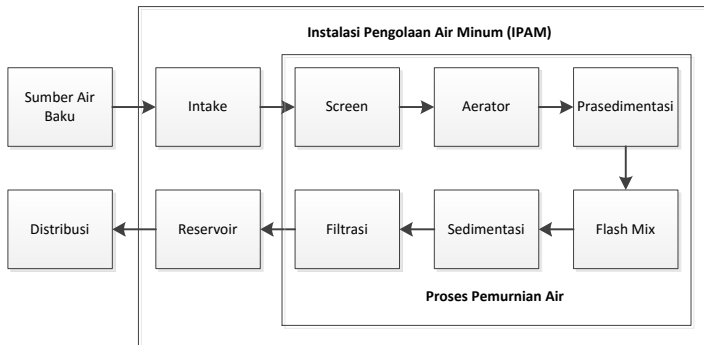 Instalasi Pengolaan Air Minum (IPAM)
Sumber Air
Baku
Intake
Screen
Aerator
Prasedimentasi
Distribusi
Reservoir
Filtrasi
Sedimentasi
Flash Mix
Proses Pemurnian Air